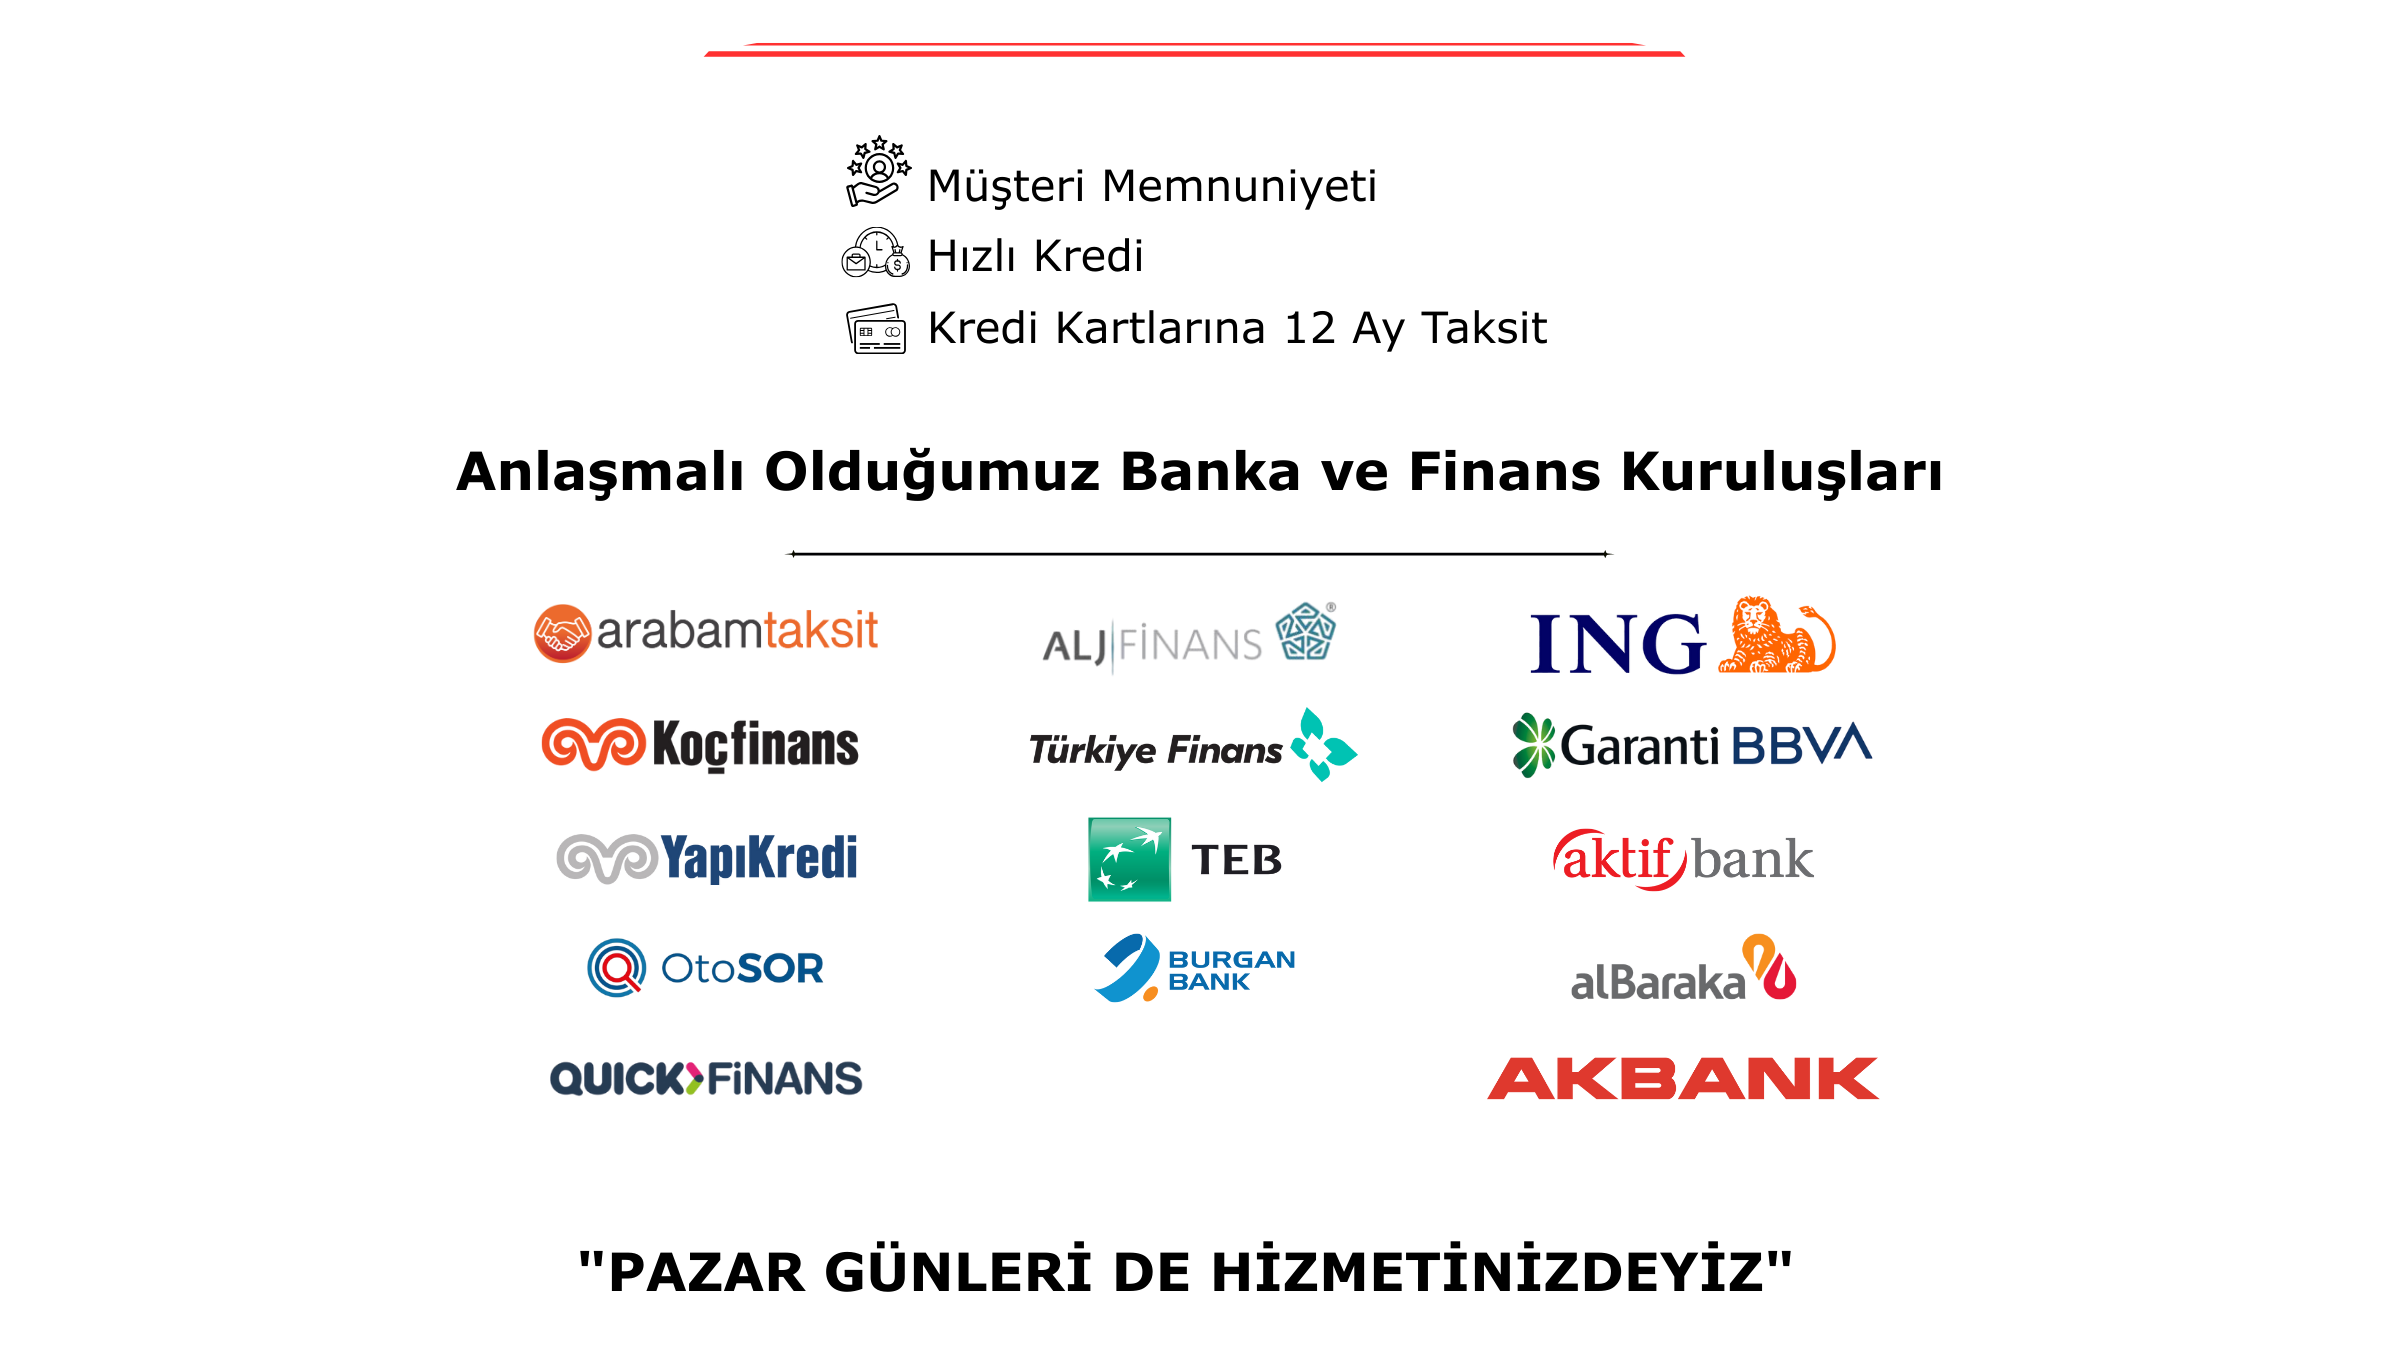 Müşteri Memnuniyeti
Hızlı Kredi
Kredi Kartlarına 12 Ay Taksit
Anlaşmalı Olduğumuz Banka ve Finans Kuruluşları
arabamtaksit
ALJ FİNANS ®
ING
Koçfinans
Türkiye Finans
Garanti BBVA
YapıKredi
TEB
aktif bank
OtoSOR
BURGAN
BANK
alBaraka
QUICK FİNANS
AKBANK
"PAZAR GÜNLERİ DE HİZMETİNİZDEYİZ"